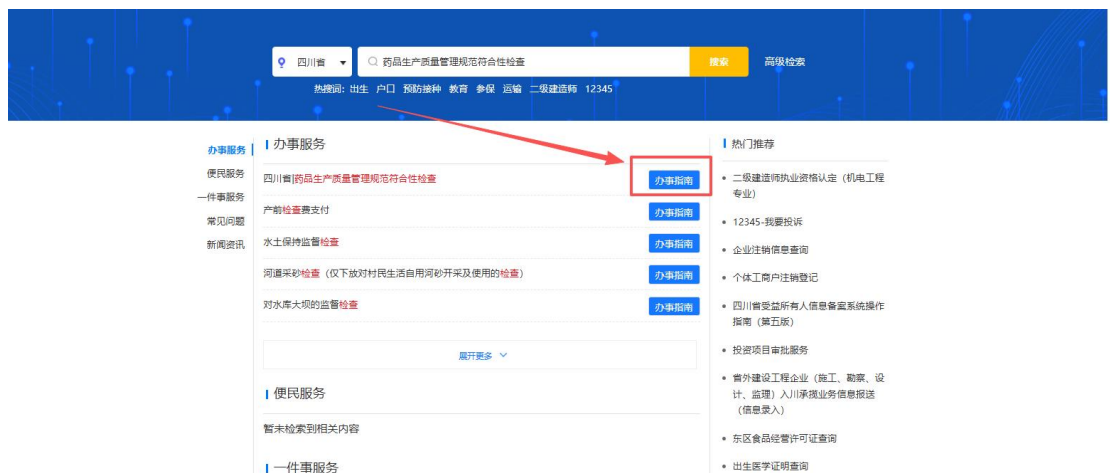 四川省
药品生产质量管理规范符合性检查
搜索
高级检索
热搜词: 出生 户口 预防接种 教育 参保 运输 二级建造师 12345
办事服务
便民服务
一件事服务
常见问题
新闻资讯
办事服务
四川省|药品生产质量管理规范符合性检查
办事指南
产前检查费支付
办事指南
水土保持监督检查
办事指南
河道采砂检查（仅下放对村民生活自用河砂开采及使用的检查）
办事指南
对水库大坝的监督检查
办事指南
展开更多
便民服务
暂未检索到相关内容
一件事服务
热门推荐
二级建造师执业资格认定（机电工程
专业）
12345-我要投诉
企业注销信息查询
个体工商户注销登记
四川省受益所有人信息备案系统操作
指南（第五版）
投资项目审批服务
省外建设工程企业（施工、勘察、设
计、监理）入川承揽业务信息报送
（信息录入）
东区食品经营许可证查询
出生医学证明查询